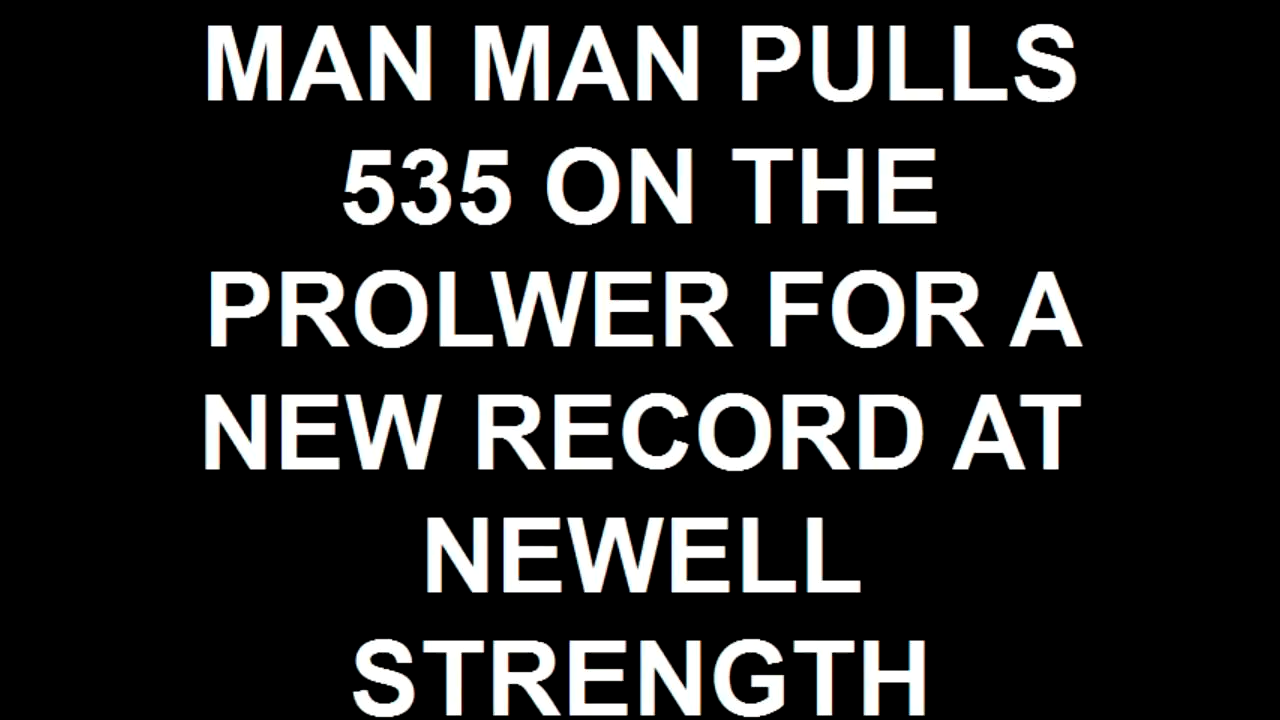 MAN MAN PULLS
535 ON THE
PROLWER FOR A
NEW RECORD AT
NEWELL
STRENGTH